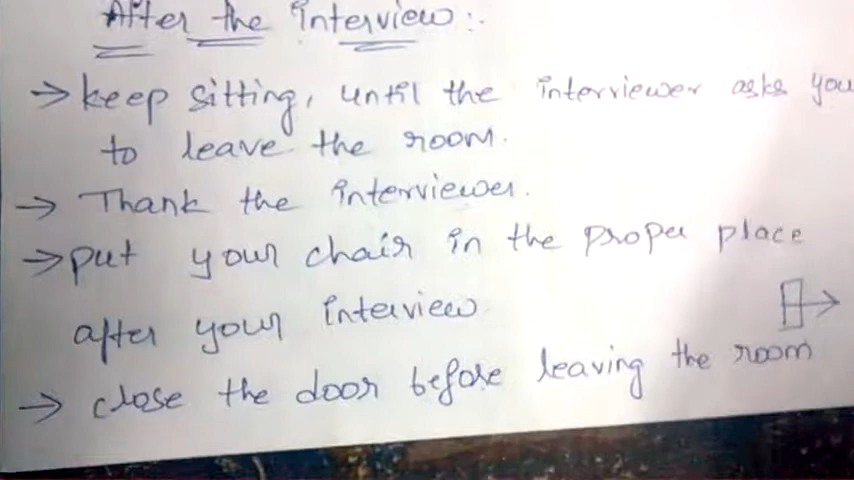 After the Interview:-
→ keep sitting, until the interviewer asks you
to leave the room.
→ Thank the interviewer.
→ put your chair in the proper place
after your interview
→ close the door before leaving the room